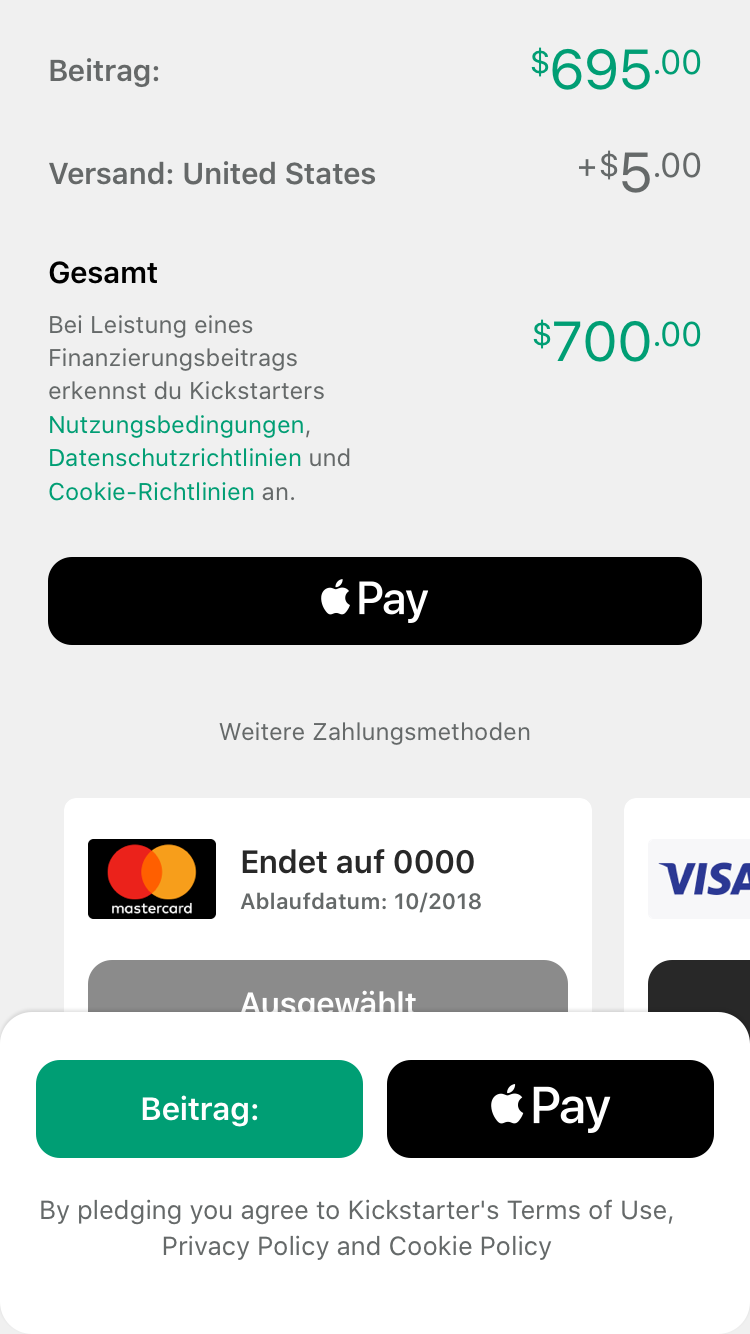 Beitrag: $695.00
Versand: United States +$5.00
Gesamt
Bei Leistung eines
Finanzierungsbeitrags
erkennst du Kickstarters
Nutzungsbedingungen,
Datenschutzrichtlinien und
Cookie-Richtlinien an.
$700.00
Pay
Weitere Zahlungsmethoden
mastercard
Endet auf 0000
Ablaufdatum: 10/2018
VISA
Ausgewählt
Beitrag:
Pay
By pledging you agree to Kickstarter's Terms of Use,
Privacy Policy and Cookie Policy